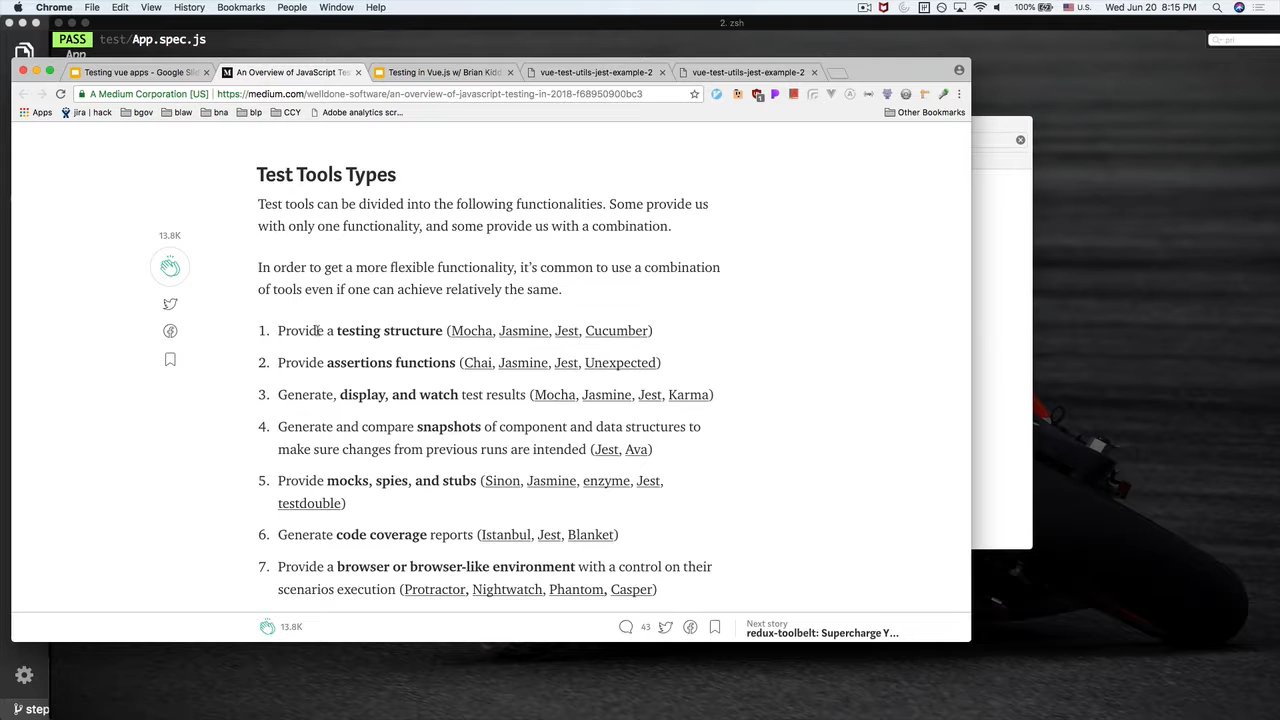 Chrome File Edit View History Bookmarks People Window Help 100% U.S. Wed Jun 20 8:15 PM
2. zsh
PASS test/App.spec.js
App
pri
Testing vue apps - Google Slid
An Overview of JavaScript Tes
Testing in Vue.js w/ Brian Kidd
vue-test-utils-jest-example-2
vue-test-utils-jest-example-2
A Medium Corporation [US] https://medium.com/welldone-software/an-overview-of-javascript-testing-in-2018-f68950900bc3
Apps jira | hack bgov blaw bna blp CCY Adobe analytics scr... Other Bookmarks
Test Tools Types
Test tools can be divided into the following functionalities. Some provide us
with only one functionality, and some provide us with a combination.
13.8K
In order to get a more flexible functionality, it’s common to use a combination
of tools even if one can achieve relatively the same.
1. Provide a testing structure (Mocha, Jasmine, Jest, Cucumber)
2. Provide assertions functions (Chai, Jasmine, Jest, Unexpected)
3. Generate, display, and watch test results (Mocha, Jasmine, Jest, Karma)
4. Generate and compare snapshots of component and data structures to
make sure changes from previous runs are intended (Jest, Ava)
5. Provide mocks, spies, and stubs (Sinon, Jasmine, enzyme, Jest,
testdouble)
6. Generate code coverage reports (Istanbul, Jest, Blanket)
7. Provide a browser or browser-like environment with a control on their
scenarios execution (Protractor, Nightwatch, Phantom, Casper)
13.8K
43
Next story
redux-toolbelt: Supercharge Y...
step